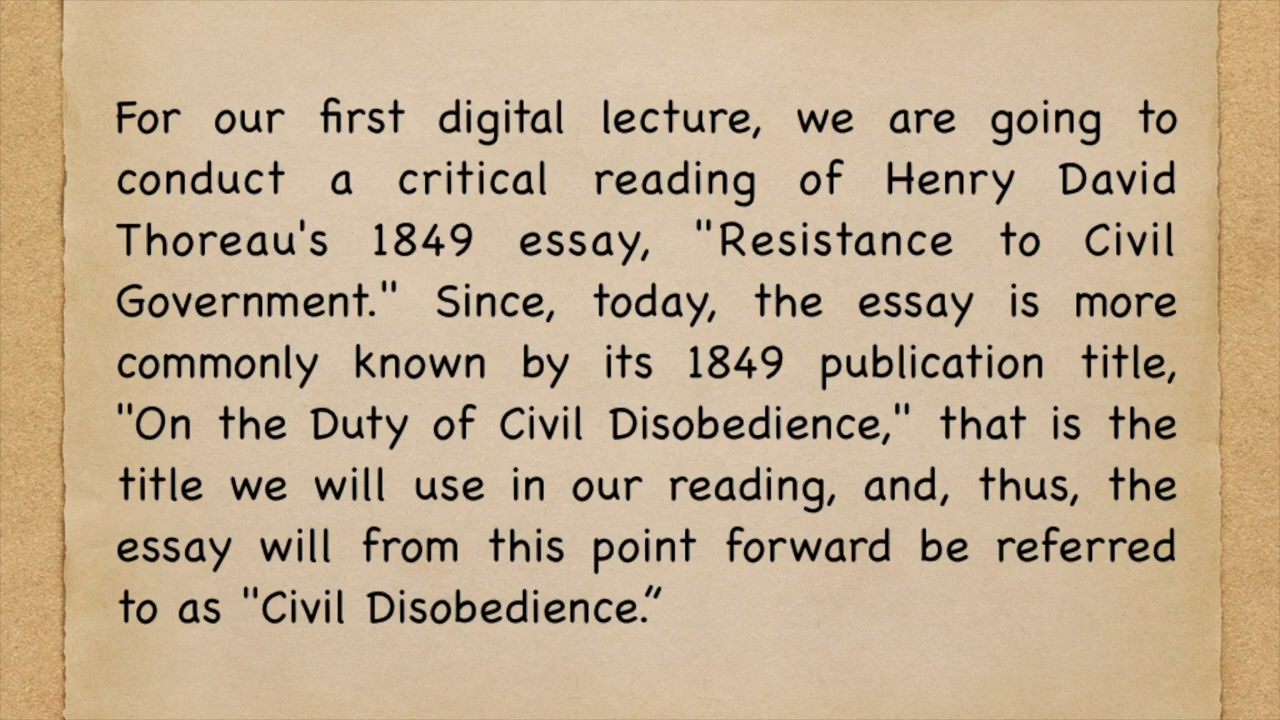 For our first digital lecture, we are going to
conduct a critical reading of Henry David
Thoreau's 1849 essay, "Resistance to Civil
Government." Since, today, the essay is more
commonly known by its 1849 publication title,
"On the Duty of Civil Disobedience," that is the
title we will use in our reading, and, thus, the
essay will from this point forward be referred
to as "Civil Disobedience.”